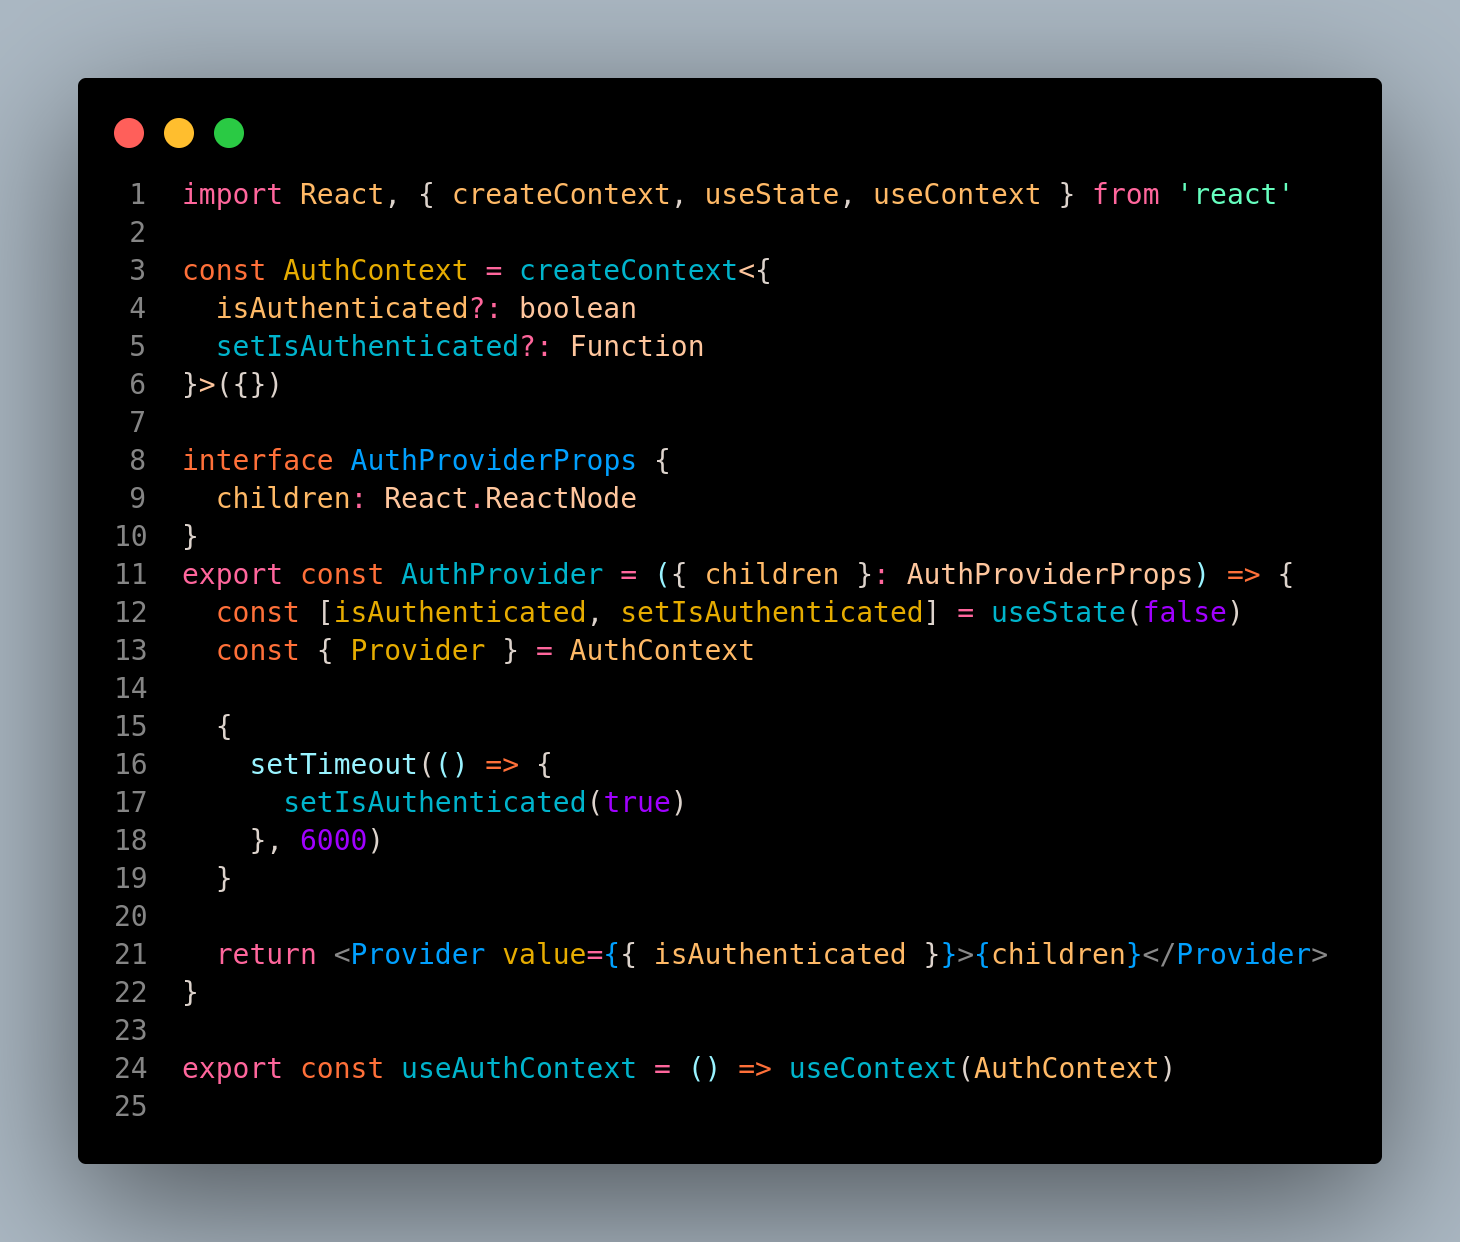 1 import React, { createContext, useState, useContext } from 'react'
2
3 const AuthContext = createContext<{
4   isAuthenticated?: boolean
5   setIsAuthenticated?: Function
6 }>({})
7
8 interface AuthProviderProps {
9   children: React.ReactNode
10 }
11 export const AuthProvider = ({ children }: AuthProviderProps) => {
12   const [isAuthenticated, setIsAuthenticated] = useState(false)
13   const { Provider } = AuthContext
14
15   {
16     setTimeout(() => {
17       setIsAuthenticated(true)
18     }, 6000)
19   }
20
21   return <Provider value={{ isAuthenticated }}>{children}</Provider>
22 }
23
24 export const useAuthContext = () => useContext(AuthContext)
25